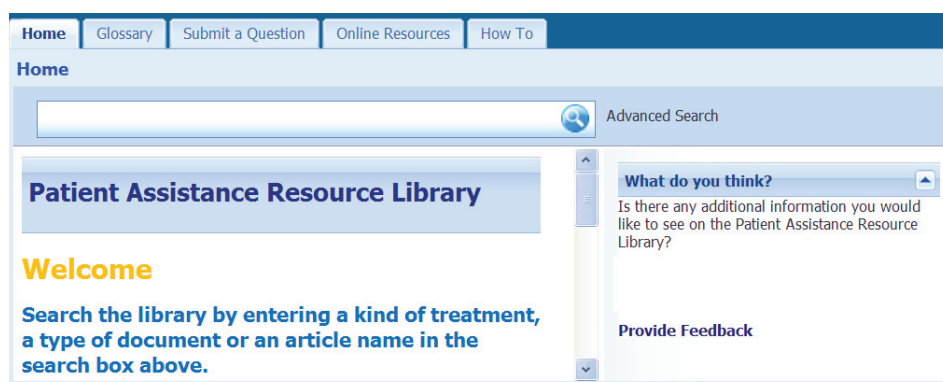 Home Glossary Submit a Question Online Resources How To
Home
Advanced Search
Patient Assistance Resource Library
Welcome
Search the library by entering a kind of treatment,
a type of document or an article name in the
search box above.
What do you think?
Is there any additional information you would
like to see on the Patient Assistance Resource
Library?
Provide Feedback